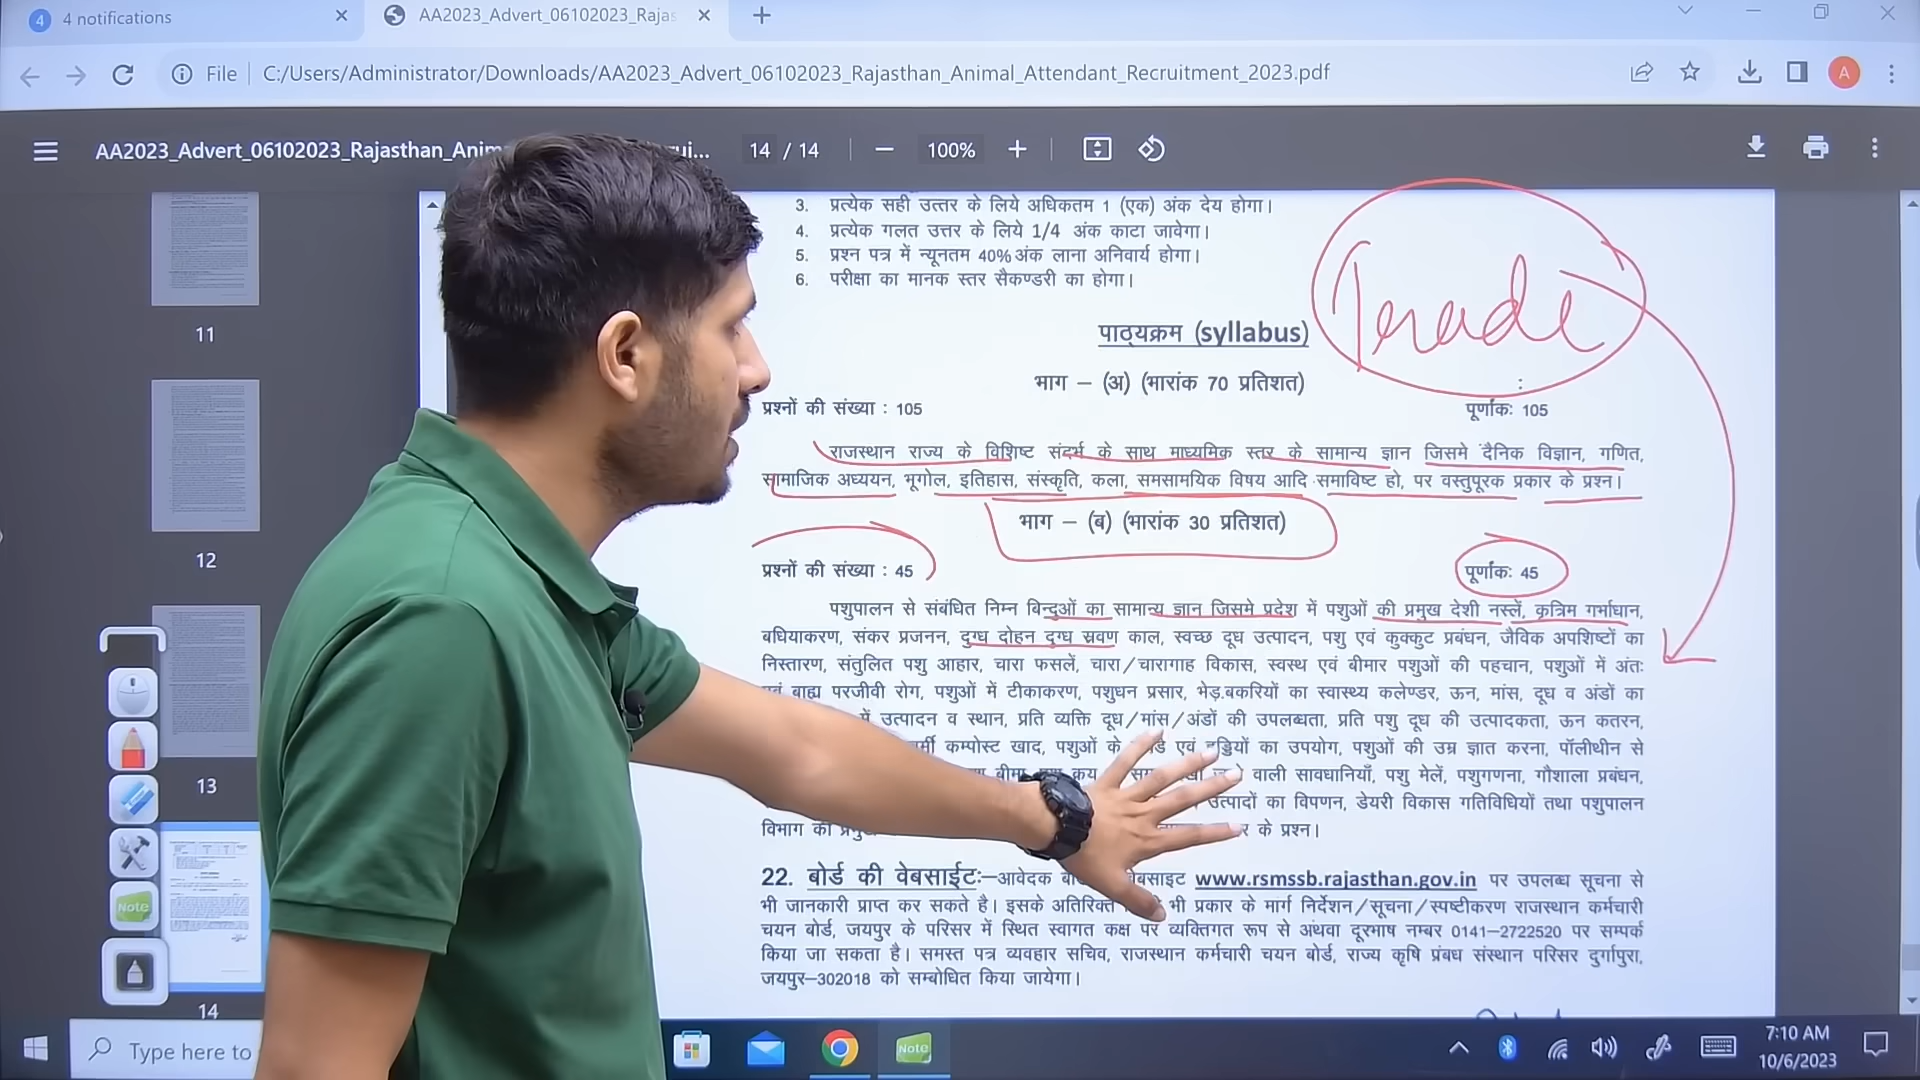 4 notifications
AA2023_Advert_06102023_Rajas
File
C:/Users/Administrator/Downloads/AA2023_Advert_06102023_Rajasthan_Animal_Attendant_Recruitment_2023.pdf
A
AA2023_Advert_06102023_Rajasthan_Anim rui... 14 / 14 100%
3. प्रत्येक सही उत्तर के लिये अधिकतम 1 (एक) अंक देय होगा।
4. प्रत्येक गलत उत्तर के लिये 1/4 अंक काटा जावेगा।
5. प्रश्न पत्र में न्यूनतम 40% अंक लाना अनिवार्य होगा।
6. परीक्षा का मानक स्तर सैकण्डरी का होगा।
पाठ्यक्रम (syllabus)
भाग – (अ) (भारांक 70 प्रतिशत)
प्रश्नों की संख्या : 105 पूर्णांकः 105
राजस्थान राज्य के विशिष्ट संदर्भ के साथ माध्यमिक स्तर के सामान्य ज्ञान जिसमे दैनिक विज्ञान, गणित,
सामाजिक अध्ययन, भूगोल, इतिहास, संस्कृति, कला, समसामयिक विषय आदि समाविष्ट हो, पर वस्तुपूरक प्रकार के प्रश्न।
भाग – (ब) (भारांक 30 प्रतिशत)
प्रश्नों की संख्या : 45 पूर्णांकः 45
पशुपालन से संबंधित निम्न बिन्दुओं का सामान्य ज्ञान जिसमे प्रदेश में पशुओं की प्रमुख देशी नस्लें, कृत्रिम गर्भाधान,
बधियाकरण, संकर प्रजनन, दुग्ध दोहन दुग्ध स्रवण काल, स्वच्छ दूध उत्पादन, पशु एवं कुक्कुट प्रबंधन, जैविक अपशिष्टों का
निस्तारण, संतुलित पशु आहार, चारा फसलें, चारा/चारागाह विकास, स्वस्थ एवं बीमार पशुओं की पहचान, पशुओं में अंतः
एवं बाह्य परजीवी रोग, पशुओं में टीकाकरण, पशुधन प्रसार, भेड़.बकरियों का स्वास्थ्य कलेण्डर, ऊन, मांस, दूध व अंडों का
में उत्पादन व स्थान, प्रति व्यक्ति दूध/मांस/अंडों की उपलब्धता, प्रति पशु दूध की उत्पादकता, ऊन कतरन,
र्मी कम्पोस्ट खाद, पशुओं के एवं हड्डियों का उपयोग, पशुओं की उम्र ज्ञात करना, पॉलीथीन से
बीमा क्रय वाली सावधानियाँ, पशु मेलें, पशुगणना, गौशाला प्रबंधन,
उत्पादों का विपणन, डेयरी विकास गतिविधियों तथा पशुपालन
विभाग की के प्रश्न।
22. बोर्ड की वेबसाईटः–आवेदक वेबसाइट www.rsmssb.rajasthan.gov.in पर उपलब्ध सूचना से
भी जानकारी प्राप्त कर सकते है। इसके अतिरिक्त भी प्रकार के मार्ग निर्देशन/सूचना/स्पष्टीकरण राजस्थान कर्मचारी
चयन बोर्ड, जयपुर के परिसर में स्थित स्वागत कक्ष पर व्यक्तिगत रूप से अथवा दूरभाष नम्बर 0141–2722520 पर सम्पर्क
किया जा सकता है। समस्त पत्र व्यवहार सचिव, राजस्थान कर्मचारी चयन बोर्ड, राज्य कृषि प्रंबध संस्थान परिसर दुर्गापुरा,
जयपुर–302018 को सम्बोधित किया जायेगा।
11
12
13
14
Note
Type here to
Note
7:10 AM
10/6/2023